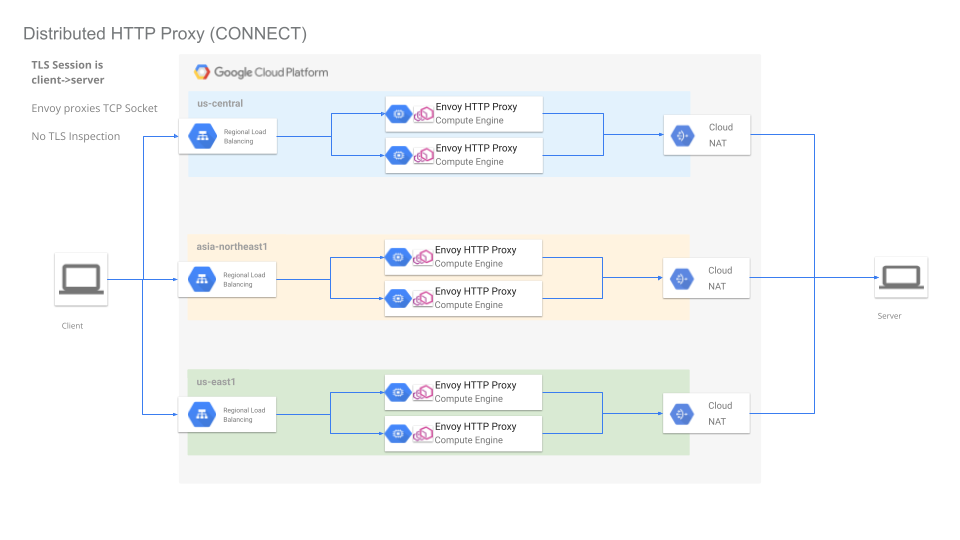 Distributed HTTP Proxy (CONNECT)
TLS Session is
client->server
Envoy proxies TCP Socket
No TLS Inspection
Google Cloud Platform
us-central
Regional Load
Balancing
Envoy HTTP Proxy
Compute Engine
Envoy HTTP Proxy
Compute Engine
Cloud
NAT
asia-northeast1
Regional Load
Balancing
Envoy HTTP Proxy
Compute Engine
Envoy HTTP Proxy
Compute Engine
Cloud
NAT
Client
Server
us-east1
Regional Load
Balancing
Envoy HTTP Proxy
Compute Engine
Envoy HTTP Proxy
Compute Engine
Cloud
NAT